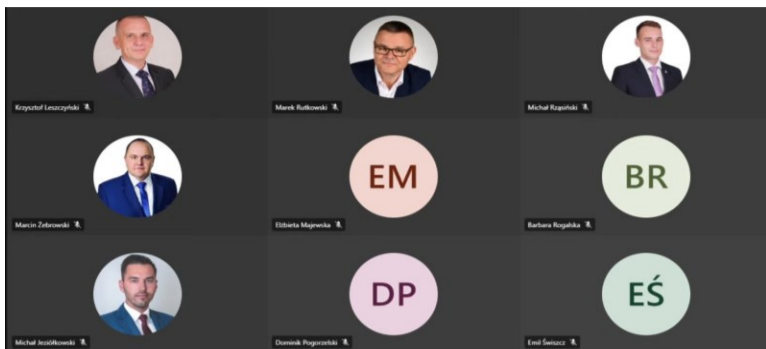 Krzysztof Leszczyński
Marek Rutkowski
Michał Rząsiński
Marcin Żebrowski
EM
Elżbieta Majewska
BR
Barbara Rogalska
Michał Jeziółkowski
DP
Dominik Pogorzelski
EŚ
Emil Świszcz